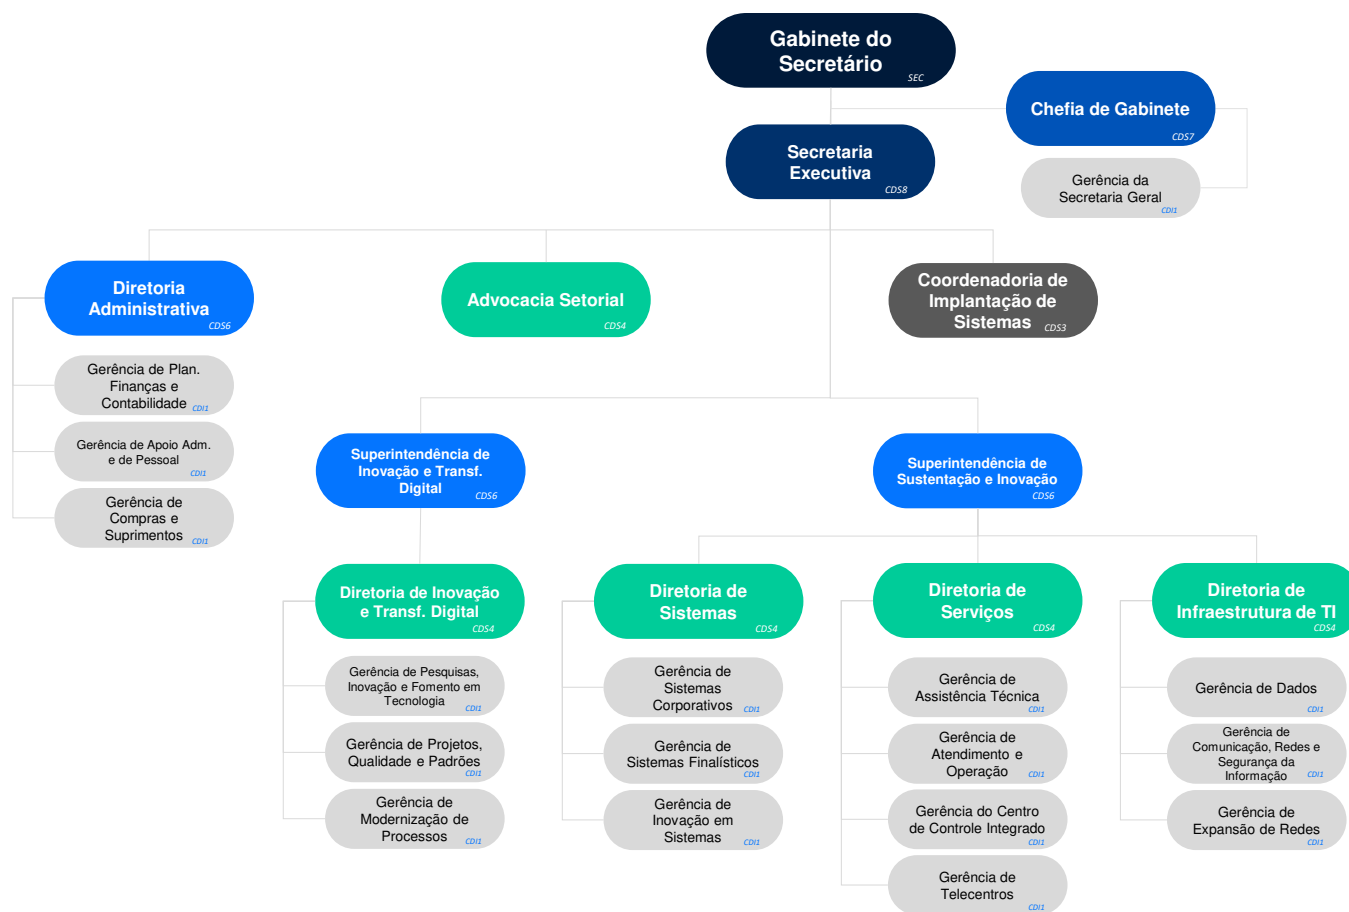 Gabinete do
Secretário
SEC
Chefia de Gabinete
CDS7
Secretaria
Executiva
CDS8
Gerência da
Secretaria Geral
CDI1
Diretoria
Administrativa
CDS6
Advocacia Setorial
CDS4
Coordenadoria de
Implantação de
Sistemas CDS3
Gerência de Plan.
Finanças e
Contabilidade CDI1
Gerência de Apoio Adm.
e de Pessoal
CDI1
Gerência de
Compras e
Suprimentos CDI1
Superintendência de
Inovação e Transf.
Digital CDS6
Superintendência de
Sustentação e Inovação
CDS6
Diretoria de Inovação
e Transf. Digital
CDS4
Gerência de Pesquisas,
Inovação e Fomento em
Tecnologia CDI1
Gerência de Projetos,
Qualidade e Padrões
CDI1
Gerência de
Modernização de
Processos CDI1
Diretoria de
Sistemas
CDS4
Gerência de
Sistemas
Corporativos CDI1
Gerência de
Sistemas Finalísticos
CDI1
Gerência de
Inovação em
Sistemas CDI1
Diretoria de
Serviços
CDS4
Gerência de
Assistência Técnica
CDI1
Gerência de
Atendimento e
Operação CDI1
Gerência do Centro
de Controle Integrado
CDI1
Gerência de
Telecentros
CDI1
Diretoria de
Infraestrutura de TI
CDS4
Gerência de Dados
CDI1
Gerência de
Comunicação, Redes e
Segurança da
Informação CDI1
Gerência de
Expansão de Redes
CDI1